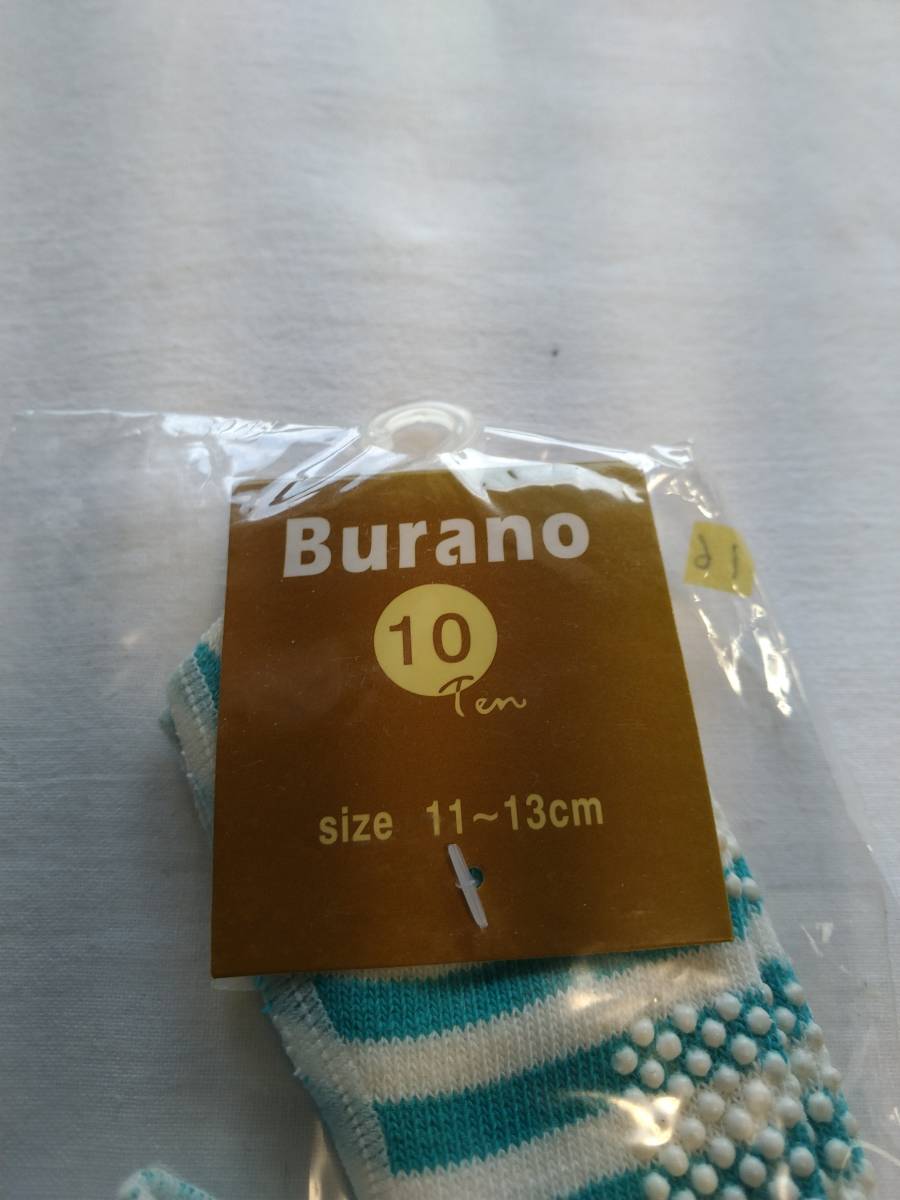 Burano
10
Ten
size 11~13cm